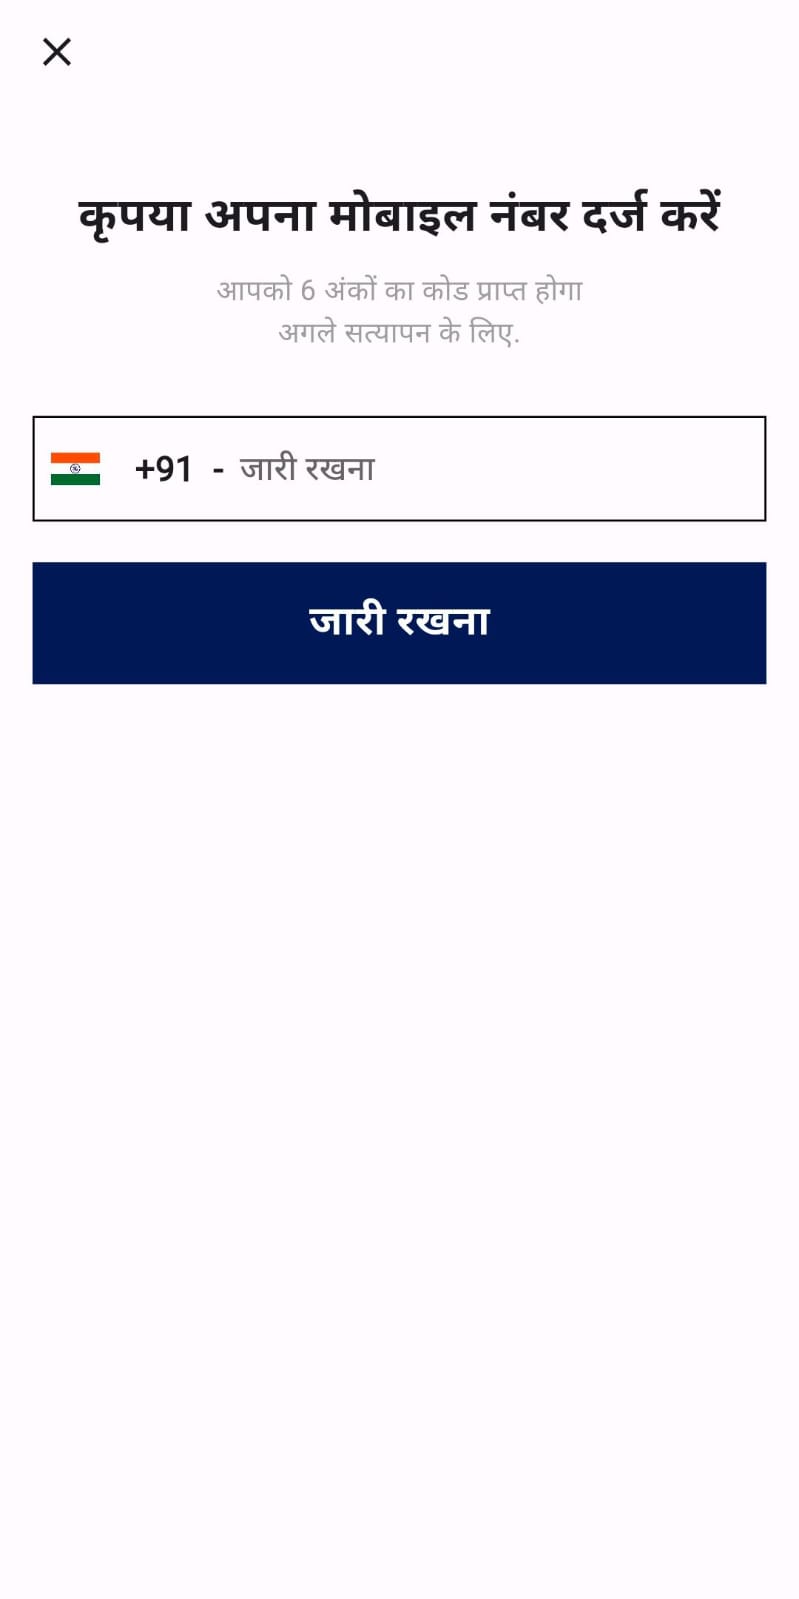 कृपया अपना मोबाइल नंबर दर्ज करें
आपको 6 अंकों का कोड प्राप्त होगा
अगले सत्यापन के लिए.
+91 - जारी रखना
जारी रखना